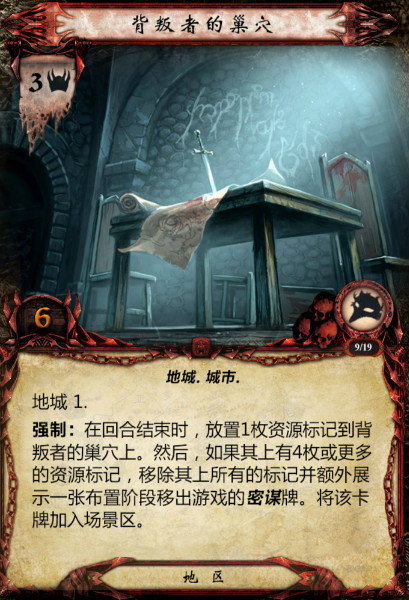 背叛者的巢穴
3
6
9/19
地城. 城市.
地城 1.
强制：在回合结束时，放置1枚资源标记到背
叛者的巢穴上。然后，如果其上有4枚或更多
的资源标记，移除其上所有的标记并额外展
示一张布置阶段移出游戏的密谋牌。将该卡
牌加入场景区。
地区